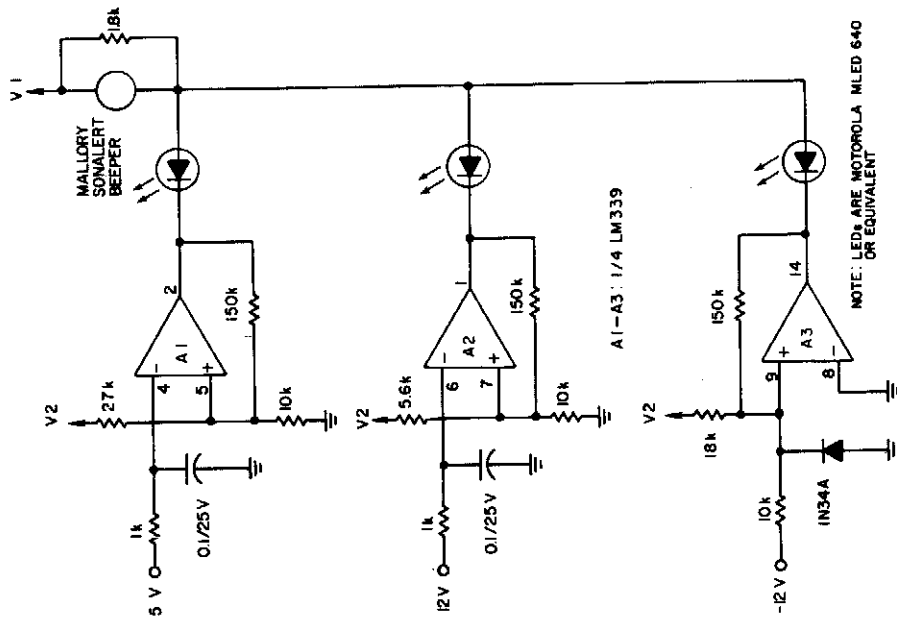 V1
1.8k
MALLORY
SONALERT
BEEPER
2
150k
A1
-
4
+
5
V2
27k
10k
5 V
1k
0.1/25V
1
150k
A2
-
6
+
7
V2
5.6k
10k
12V
1k
0.1/25V
A1-A3: 1/4 LM339
14
150k
A3
+
9
-
8
V2
18k
-12V
10k
1N34A
NOTE: LEDs ARE MOTOROLA MLED 640
OR EQUIVALENT